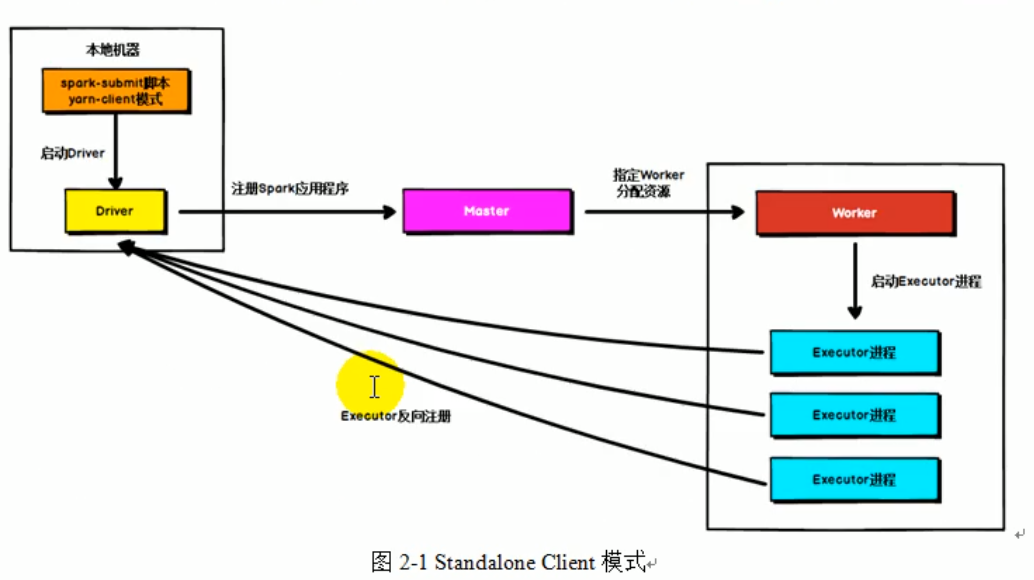 本地机器
spark-submit脚本
yarn-client模式
启动Driver
Driver
注册Spark应用程序
Master
指定Worker
分配资源
Worker
启动Executor进程
Executor进程
Executor进程
Executor进程
Executor反向注册
图 2-1 Standalone Client 模式